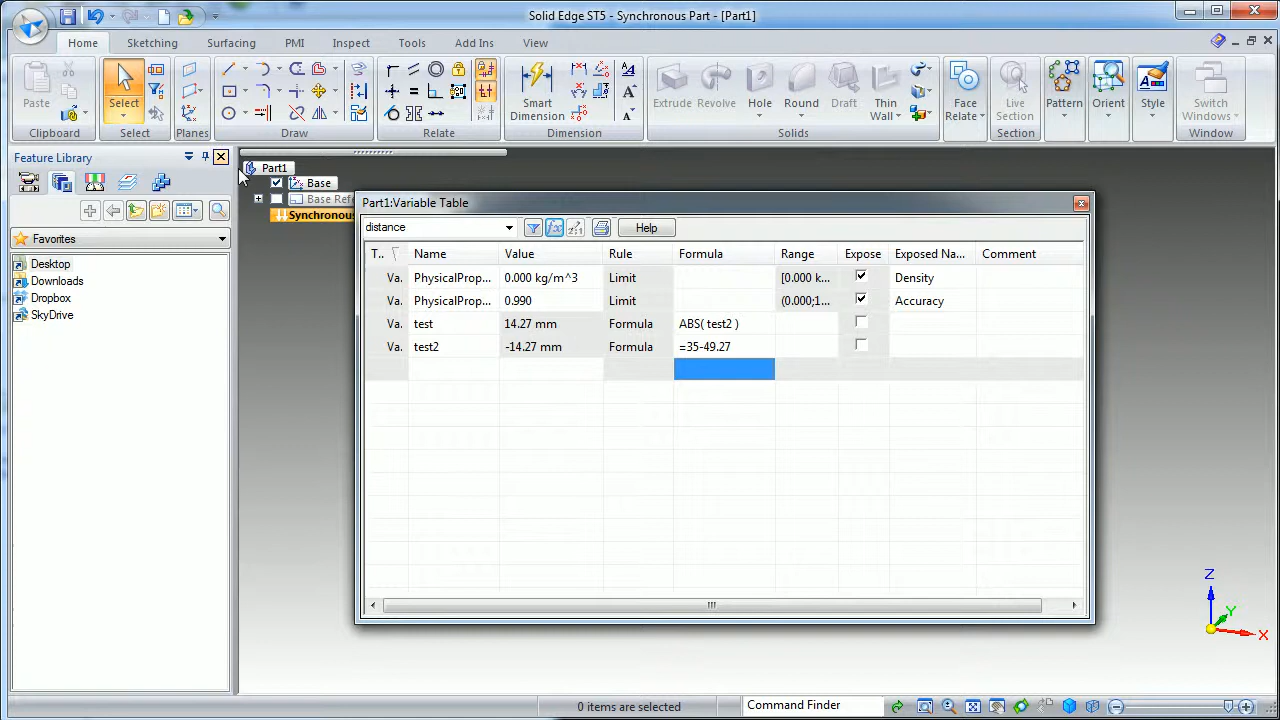 Solid Edge ST5 - Synchronous Part - [Part1]
Home Sketching Surfacing PMI Inspect Tools Add Ins View
Paste
Select
Smart Dimension
Extrude Revolve Hole Round Draft Thin Wall
Face Relate
Live Section
Pattern
Orient
Style
Switch Windows
Clipboard Select Planes Draw Relate Dimension Solids Section Window
Feature Library
Favorites
Desktop
Downloads
Dropbox
SkyDrive
Part1
Base
Base Ref
Synchronous
Part1:Variable Table
distance Help
T.. Name Value Rule Formula Range Expose Exposed Na... Comment
Va. PhysicalProp... 0.000 kg/m^3 Limit [0.000 k... Density
Va. PhysicalProp... 0.990 Limit (0.000;1... Accuracy
Va. test 14.27 mm Formula ABS( test2 )
Va. test2 -14.27 mm Formula =35-49.27
Z
Y
X
0 items are selected
Command Finder